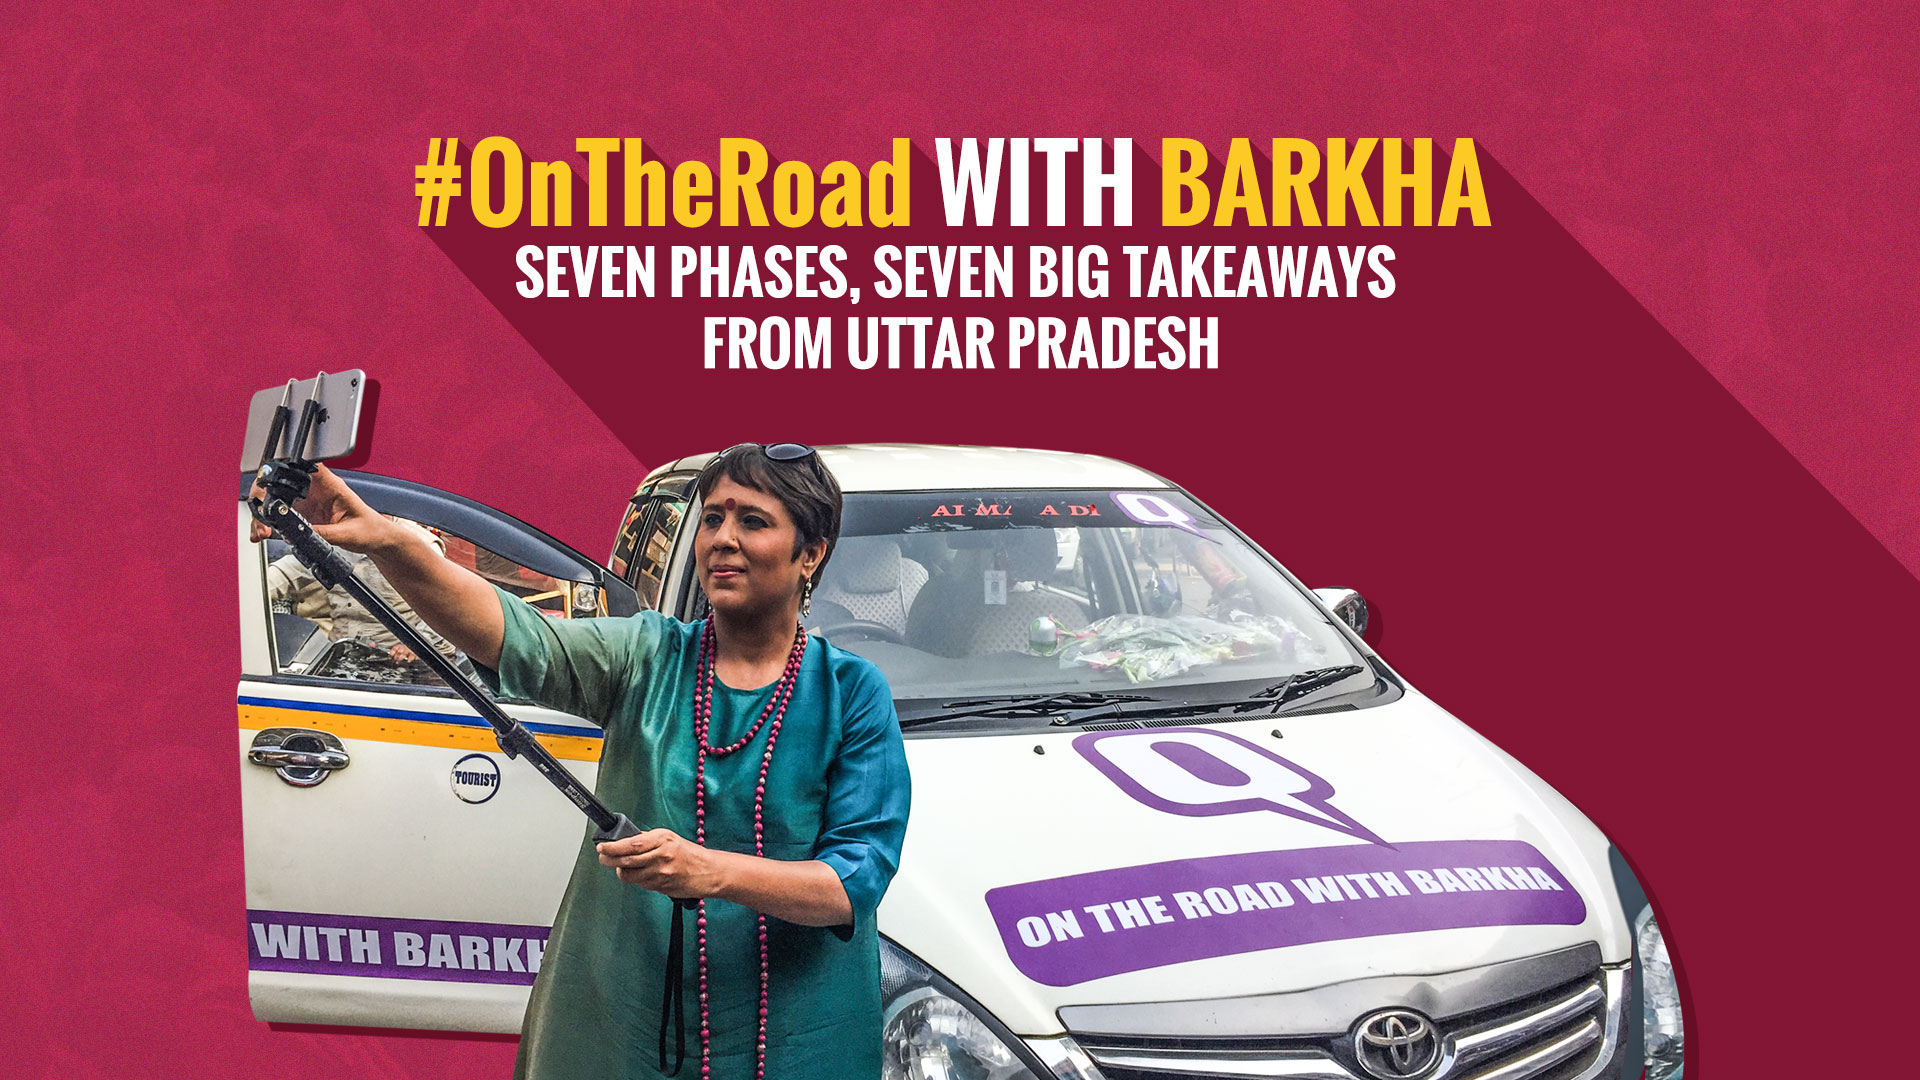 #OnTheRoad WITH BARKHA
SEVEN PHASES, SEVEN BIG TAKEAWAYS
FROM UTTAR PRADESH
Q
TOURIST
Q
ON THE ROAD WITH BARKHA
WITH BARKH